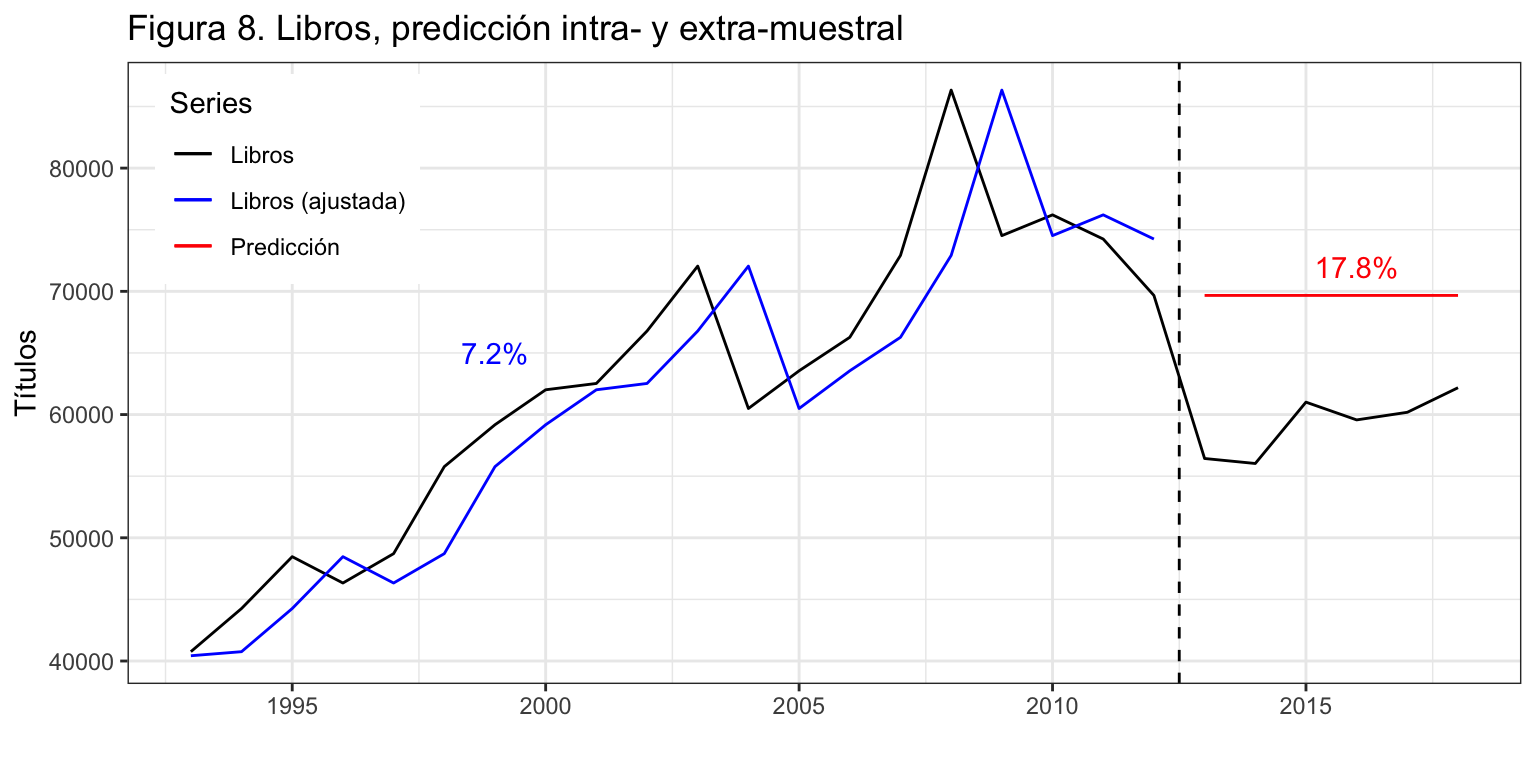 Figura 8. Libros, predicción intra- y extra-muestral
Series
Libros
Libros (ajustada)
Predicción
80000
70000
60000
50000
40000
Títulos
7.2%
17.8%
1995
2000
2005
2010
2015